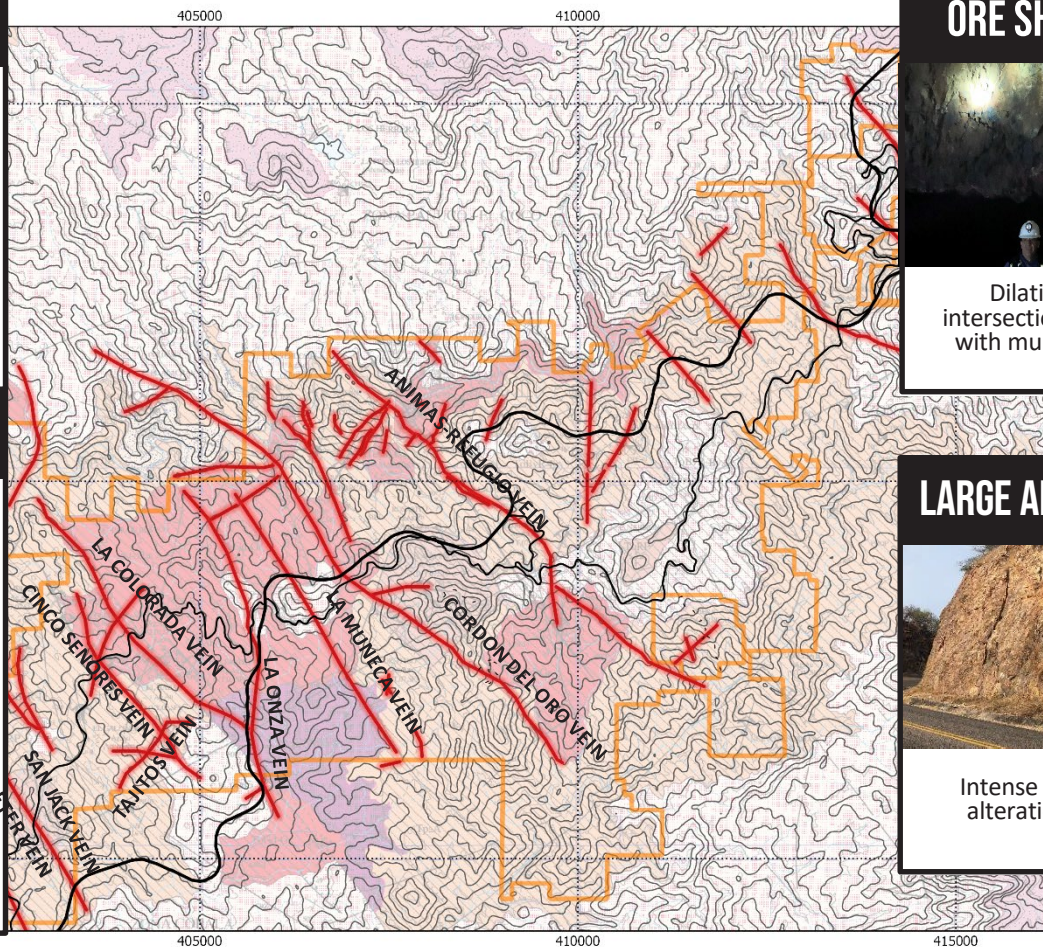 405000
410000
ORE SH
Dilati
intersectio
with mu
ANIMAS-REFUGIO VEIN
LARGE A
LA COLORADA VEIN
CINCO SENORES VEIN
LA MUNECA VEIN
CORDON DEL ORO VEIN
LA ONZA VEIN
TAJITOS VEIN
SAN JACK VEIN
VEIN
Intense
alterati
405000
410000
415000